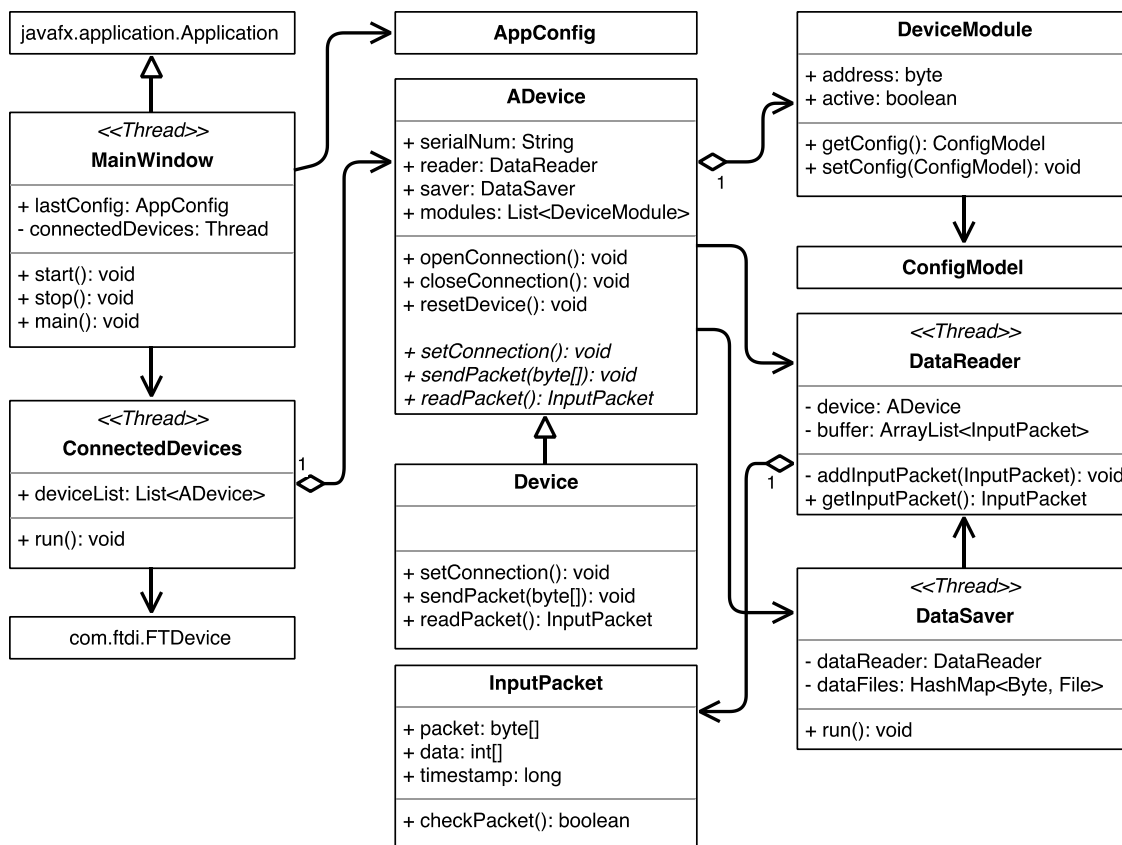 javafx.application.Application
<<Thread>>
MainWindow
+ lastConfig: AppConfig
- connectedDevices: Thread
+ start(): void
+ stop(): void
+ main(): void
<<Thread>>
ConnectedDevices
+ deviceList: List<ADevice>
+ run(): void
1
com.ftdi.FTDevice
AppConfig
ADevice
+ serialNum: String
+ reader: DataReader
+ saver: DataSaver
+ modules: List<DeviceModule>
+ openConnection(): void
+ closeConnection(): void
+ resetDevice(): void
+ setConnection(): void
+ sendPacket(byte[]): void
+ readPacket(): InputPacket
1
Device
+ setConnection(): void
+ sendPacket(byte[]): void
+ readPacket(): InputPacket
InputPacket
+ packet: byte[]
+ data: int[]
+ timestamp: long
+ checkPacket(): boolean
DeviceModule
+ address: byte
+ active: boolean
+ getConfig(): ConfigModel
+ setConfig(ConfigModel): void
ConfigModel
<<Thread>>
DataReader
- device: ADevice
- buffer: ArrayList<InputPacket>
- addInputPacket(InputPacket): void
+ getInputPacket(): InputPacket
1
<<Thread>>
DataSaver
- dataReader: DataReader
- dataFiles: HashMap<Byte, File>
+ run(): void